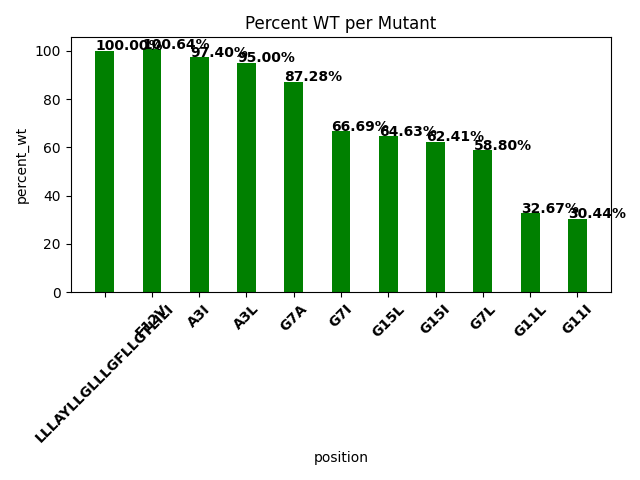 Percent WT per Mutant
100.00%
100.64%
97.40%
95.00%
87.28%
66.69%
64.63%
62.41%
58.80%
32.67%
30.44%
percent_wt
100
80
60
40
20
0
LLLAYLLGLLLGFLLGTLILI
F12V
A3I
A3L
G7A
G7I
G15L
G15I
G7L
G11L
G11I
position